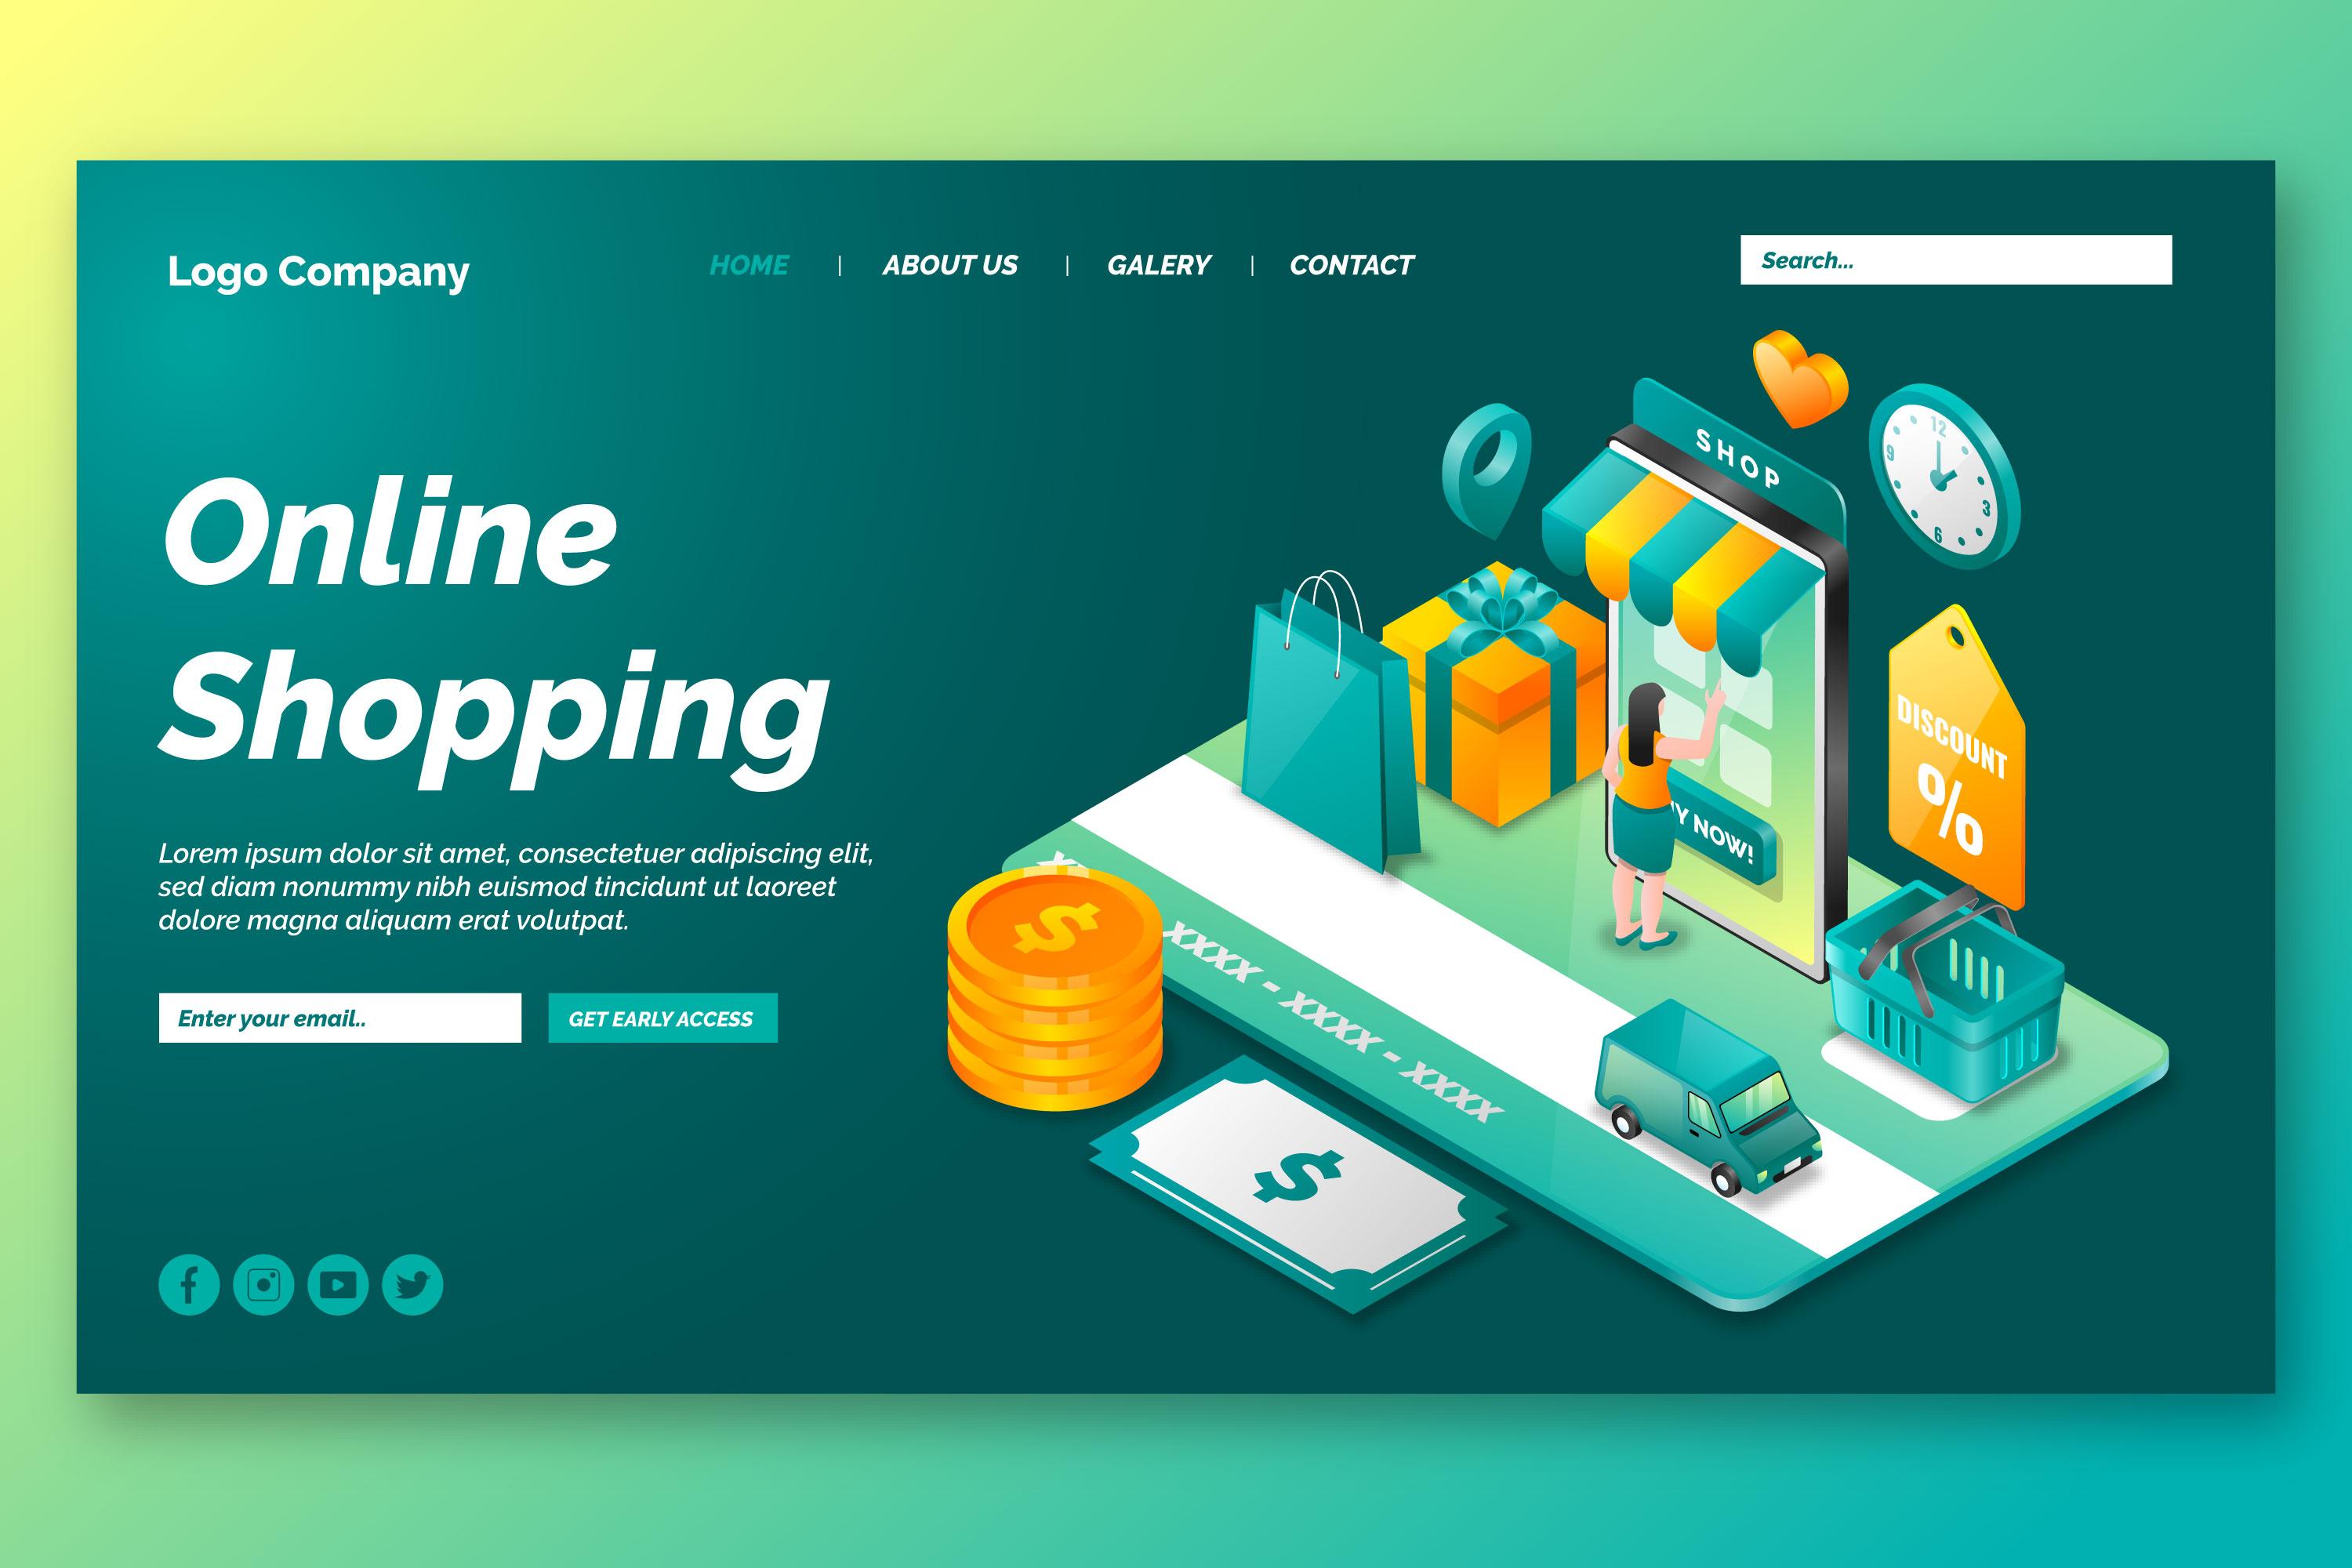 Logo Company
HOME | ABOUT US | GALERY | CONTACT
Search...
Online
Shopping
Lorem ipsum dolor sit amet, consectetuer adipiscing elit,
sed diam nonummy nibh euismod tincidunt ut laoreet
dolore magna aliquam erat volutpat.
Enter your email..
GET EARLY ACCESS
SHOP
12
3
6
9
DISCOUNT
%
NOW!
$
XXXX - XXXX - XXXX
$